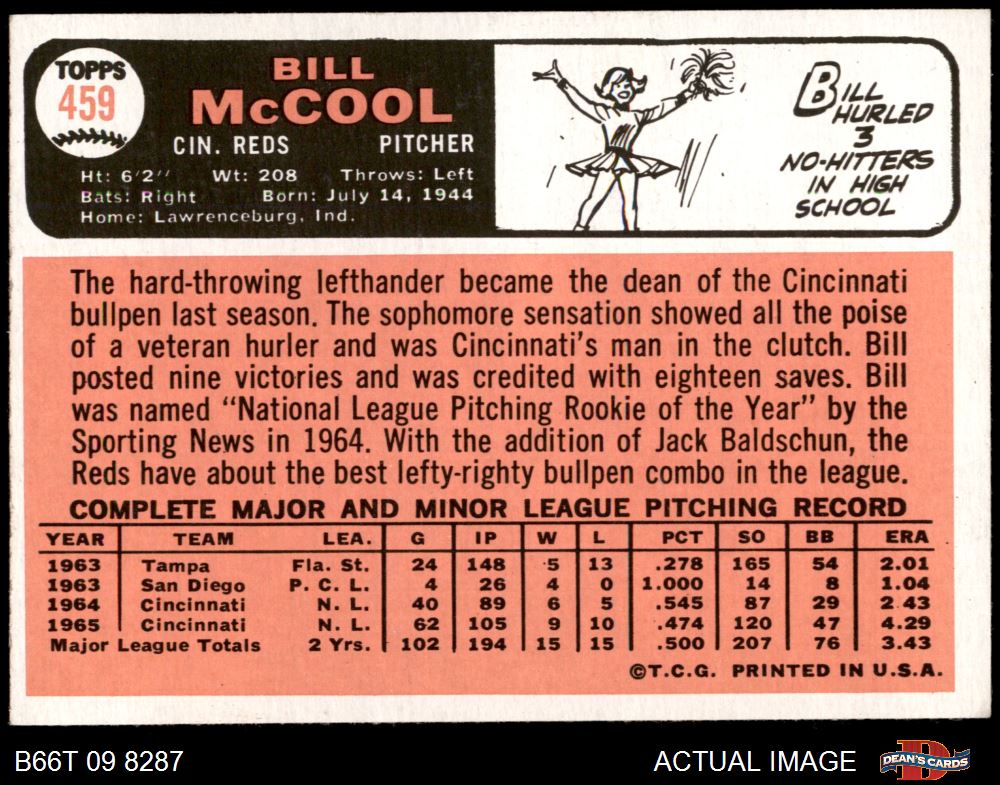 TOPPS
459
BILL
McCOOL
CIN. REDS PITCHER
Ht: 6'2" Wt: 208 Throws: Left
Bats: Right Born: July 14, 1944
Home: Lawrenceburg, Ind.
BILL
HURLED
3
NO-HITTERS
IN HIGH
SCHOOL
The hard-throwing lefthander became the dean of the Cincinnati
bullpen last season. The sophomore sensation showed all the poise
of a veteran hurler and was Cincinnati's man in the clutch. Bill
posted nine victories and was credited with eighteen saves. Bill
was named "National League Pitching Rookie of the Year" by the
Sporting News in 1964. With the addition of Jack Baldschun, the
Reds have about the best lefty-righty bullpen combo in the league.
COMPLETE MAJOR AND MINOR LEAGUE PITCHING RECORD
YEAR TEAM LEA. G IP W L PCT SO BB ERA
1963 Tampa Fla. St. 24 148 5 13 .278 165 54 2.01
1963 San Diego P. C. L. 4 26 4 0 1.000 14 8 1.04
1964 Cincinnati N. L. 40 89 6 5 .545 87 29 2.43
1965 Cincinnati N. L. 62 105 9 10 .474 120 47 4.29
Major League Totals 2 Yrs. 102 194 15 15 .500 207 76 3.43
©T.C.G. PRINTED IN U.S.A.
B66T 09 8287 ACTUAL IMAGE DEAN'S CARDS